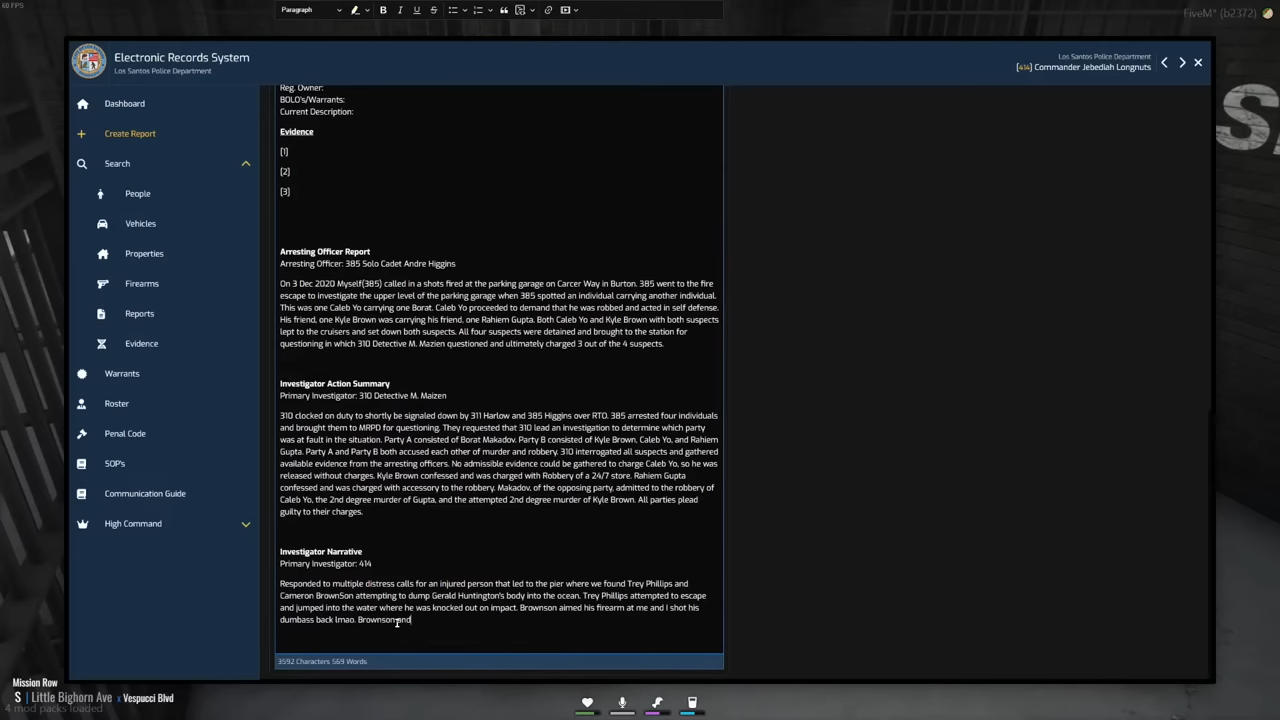 60 FPS
Paragraph
B I U S
FiveM* (b2372)
Electronic Records System
Los Santos Police Department
Los Santos Police Department
[414] Commander Jebediah Longnuts
Dashboard
Create Report
Search
People
Vehicles
Properties
Firearms
Reports
Evidence
Warrants
Roster
Penal Code
SOP's
Communication Guide
High Command
Reg. Owner:
BOLO's/Warrants:
Current Description:
Evidence
[1]
[2]
[3]
Arresting Officer Report
Arresting Officer: 385 Solo Cadet Andre Higgins
On 3 Dec 2020 Myself(385) called in a shots fired at the parking garage on Carcer Way in Burton. 385 went to the fire
escape to investigate the upper level of the parking garage when 385 spotted an individual carrying another individual.
This was one Caleb Yo carrying one Borat. Caleb Yo proceeded to demand that he was robbed and acted in self defense.
His friend, one Kyle Brown was carrying his friend, one Rahiem Gupta. Both Caleb Yo and Kyle Brown with both suspects
lept to the cruisers and set down both suspects. All four suspects were detained and brought to the station for
questioning in which 310 Detective M. Mazien questioned and ultimately charged 3 out of the 4 suspects.
Investigator Action Summary
Primary Investigator: 310 Detective M. Maizen
310 clocked on duty to shortly be signaled down by 311 Harlow and 385 Higgins over RTO. 385 arrested four individuals
and brought them to MRPD for questioning. They requested that 310 lead an investigation to determine which party
was at fault in the situation. Party A consisted of Borat Makadov. Party B consisted of Kyle Brown, Caleb Yo, and Rahiem
Gupta. Party A and Party B both accused each other of murder and robbery. 310 interrogated all suspects and gathered
available evidence from the arresting officers. No admissible evidence could be gathered to charge Caleb Yo, so he was
released without charges. Kyle Brown confessed and was charged with Robbery of a 24/7 store. Rahiem Gupta
confessed and was charged with accessory to the robbery. Makadov, of the opposing party, admitted to the robbery of
Caleb Yo, the 2nd degree murder of Gupta, and the attempted 2nd degree murder of Kyle Brown. All parties plead
guilty to their charges.
Investigator Narrative
Primary Investigator: 414
Responded to multiple distress calls for an injured person that led to the pier where we found Trey Phillips and
Cameron BrownSon attempting to dump Gerald Huntington's body into the ocean. Trey Phillips attempted to escape
and jumped into the water where he was knocked out on impact. Brownson aimed his firearm at me and I shot his
dumbass back lmao. Brownson and
3592 Characters 569 Words
Mission Row
S | Little Bighorn Ave x Vespucci Blvd
4 mod packs loaded
S